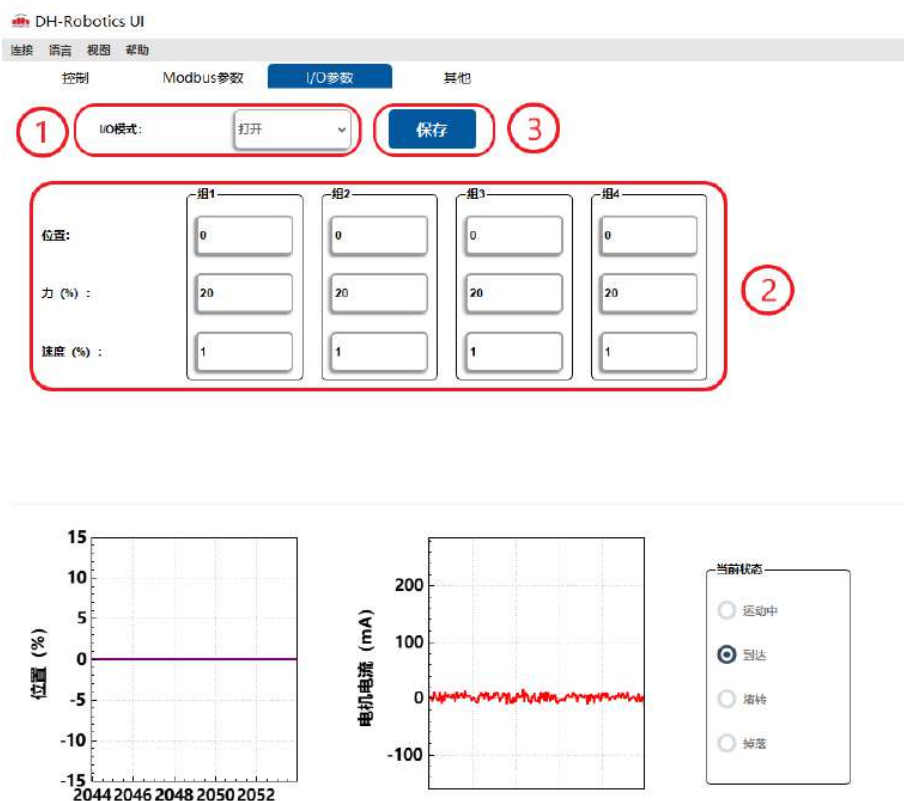 DH-Robotics UI
连接 语言 视图 帮助
控制 Modbus参数 I/O参数 其他
1 I/O模式: 打开 保存 3
组1 组2 组3 组4
位置: 0 0 0 0
力 (%) : 20 20 20 20
2
速度 (%) : 1 1 1 1
15
10
5
0
-5
-10
-15
位置 (%)
2044 2046 2048 2050 2052
200
100
0
-100
电机电流 (mA)
当前状态
运动中
到达
堵转
掉落